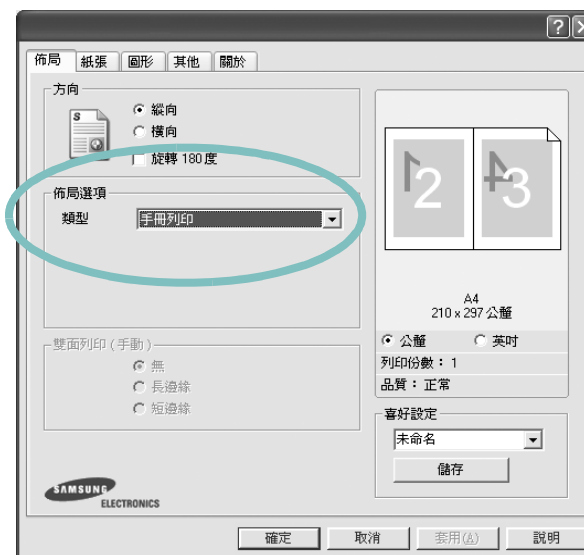 佈局 紙張 圖形 其他 關於
方向
S
縱向
橫向
旋轉 180 度
佈局選項
類型 手冊列印
雙面列印 (手動)
無
長邊緣
短邊緣
SAMSUNG
ELECTRONICS
1 2 4 3
A4
210 x 297 公釐
公釐 英吋
列印份數： 1
品質： 正常
喜好設定
未命名
儲存
確定 取消 套用(A) 說明